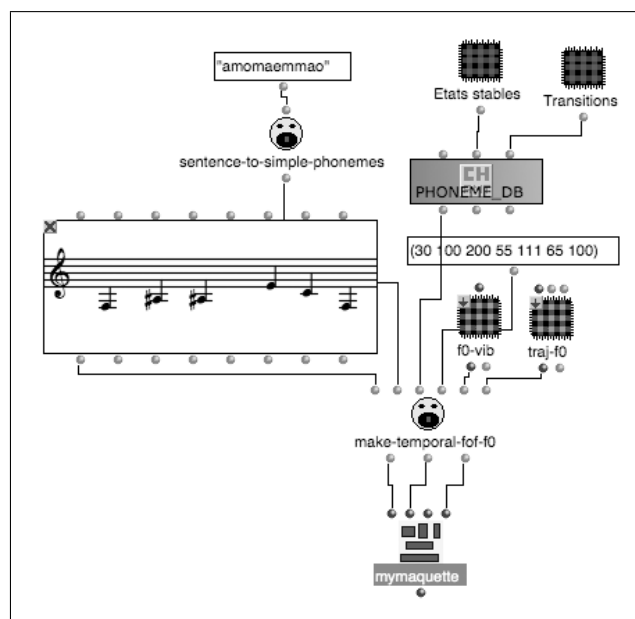 "amomaemmao"
Etats stables
Transitions
sentence-to-simple-phonemes
CH
PHONEME_DB
(30 100 200 55 111 65 100)
f0-vib
traj-f0
make-temporal-fof-f0
mymaquette